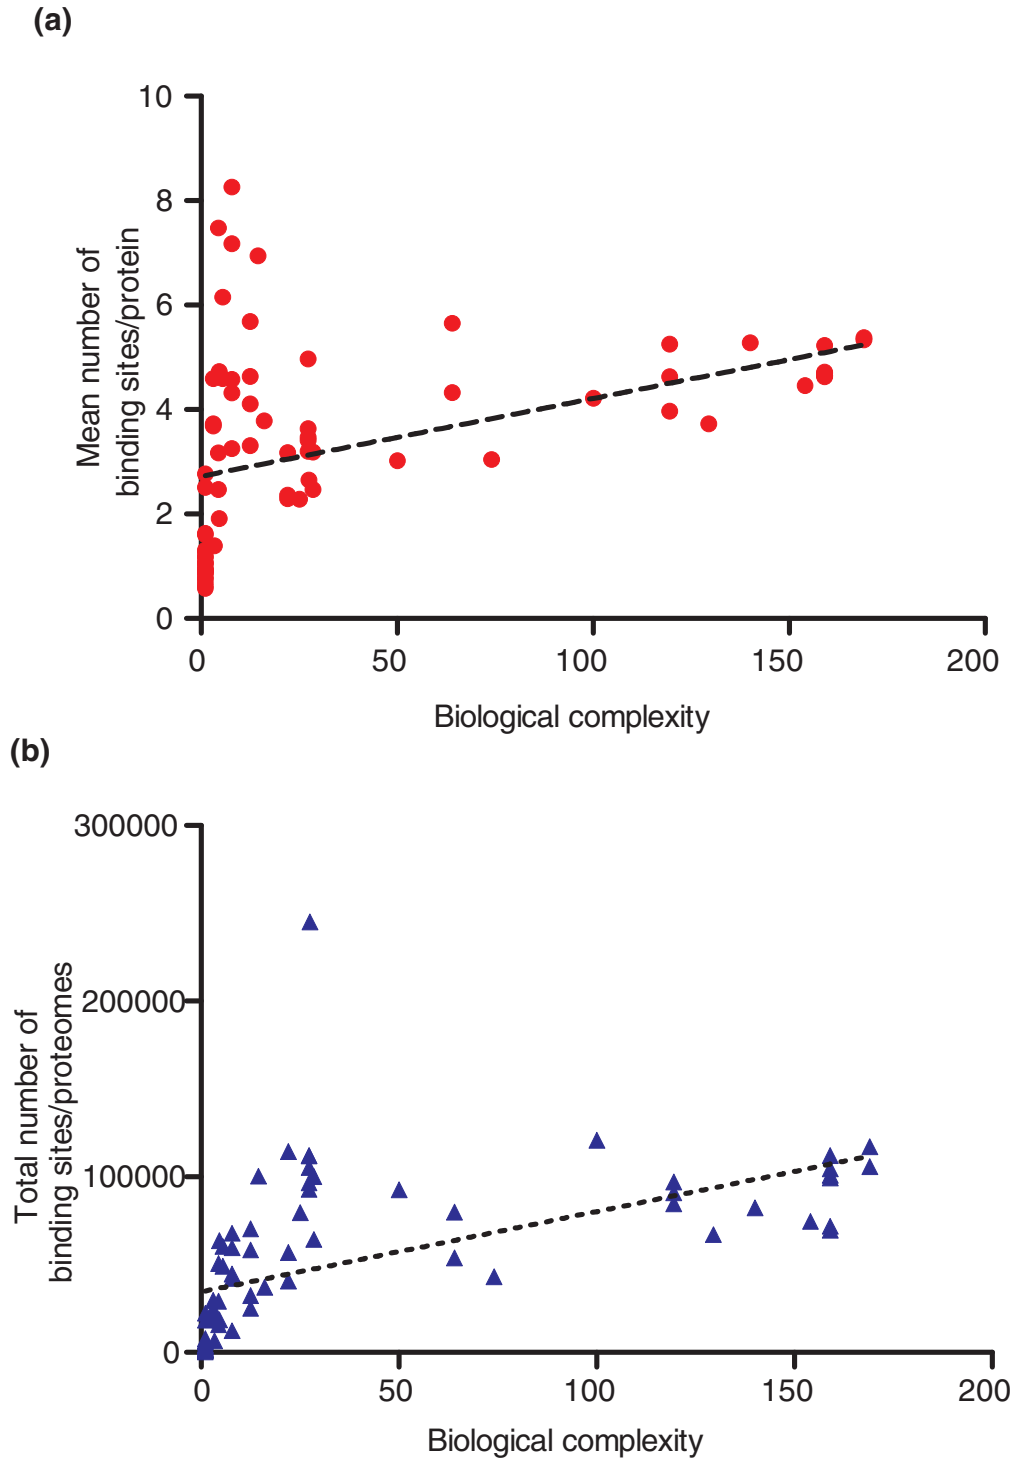 (a)
10
8
6
4
2
0
Mean number of
binding sites/protein
0 50 100 150 200
Biological complexity
(b)
300000
200000
100000
0
Total number of
binding sites/proteomes
0 50 100 150 200
Biological complexity